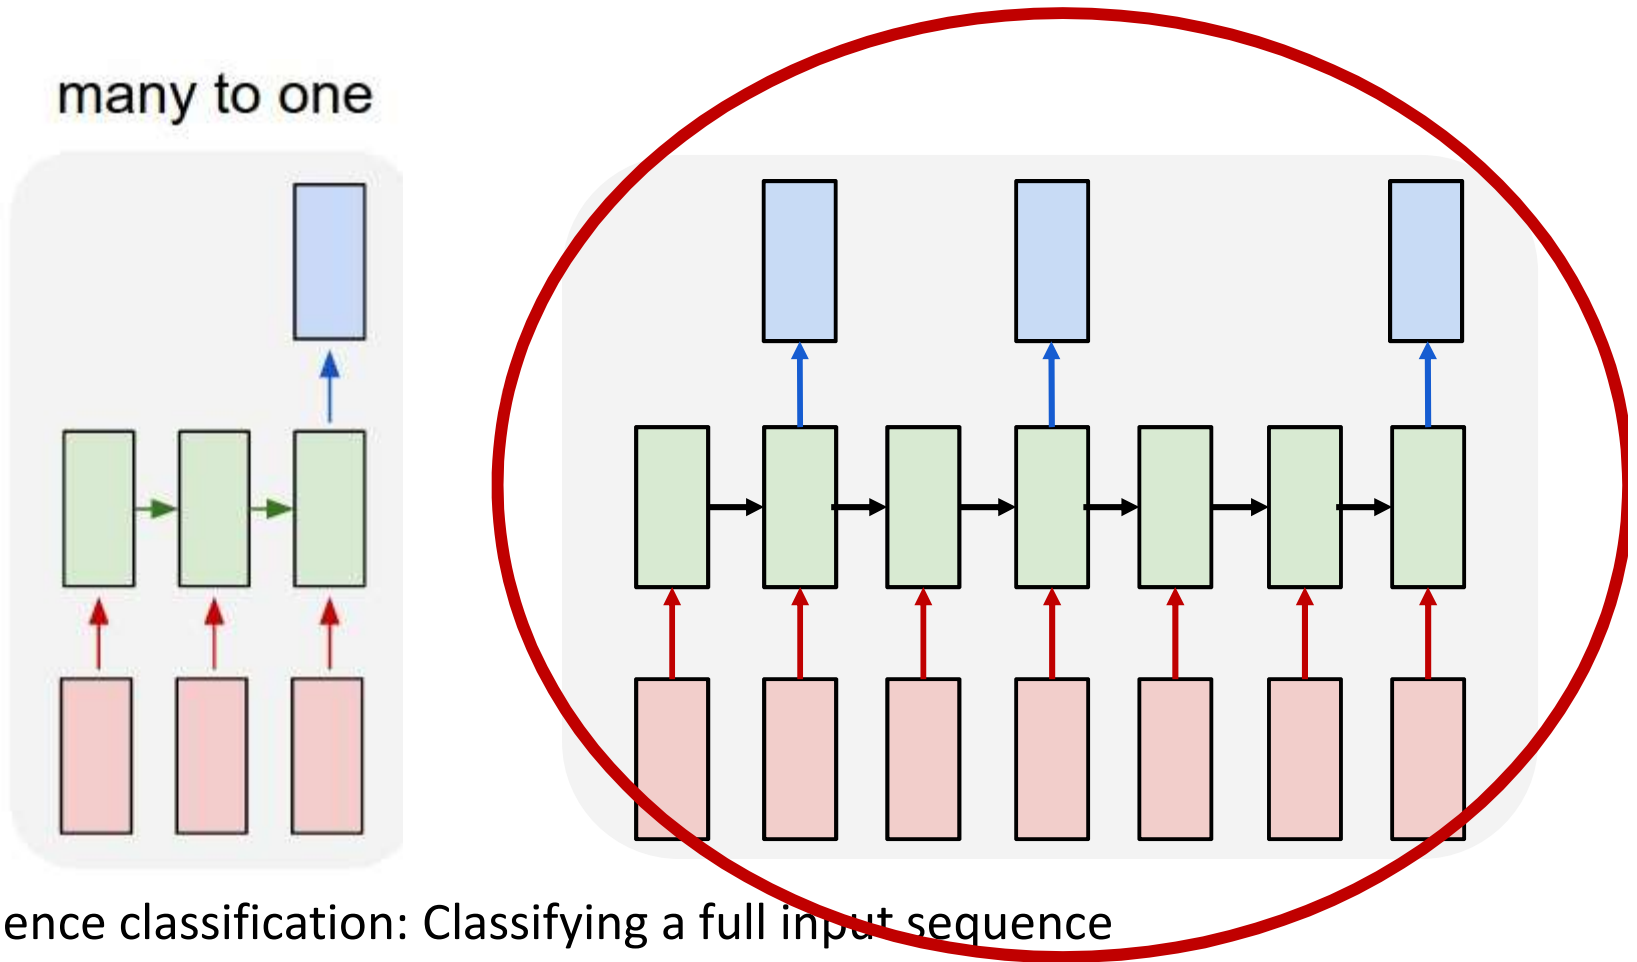 many to one
ence classification: Classifying a full input sequence